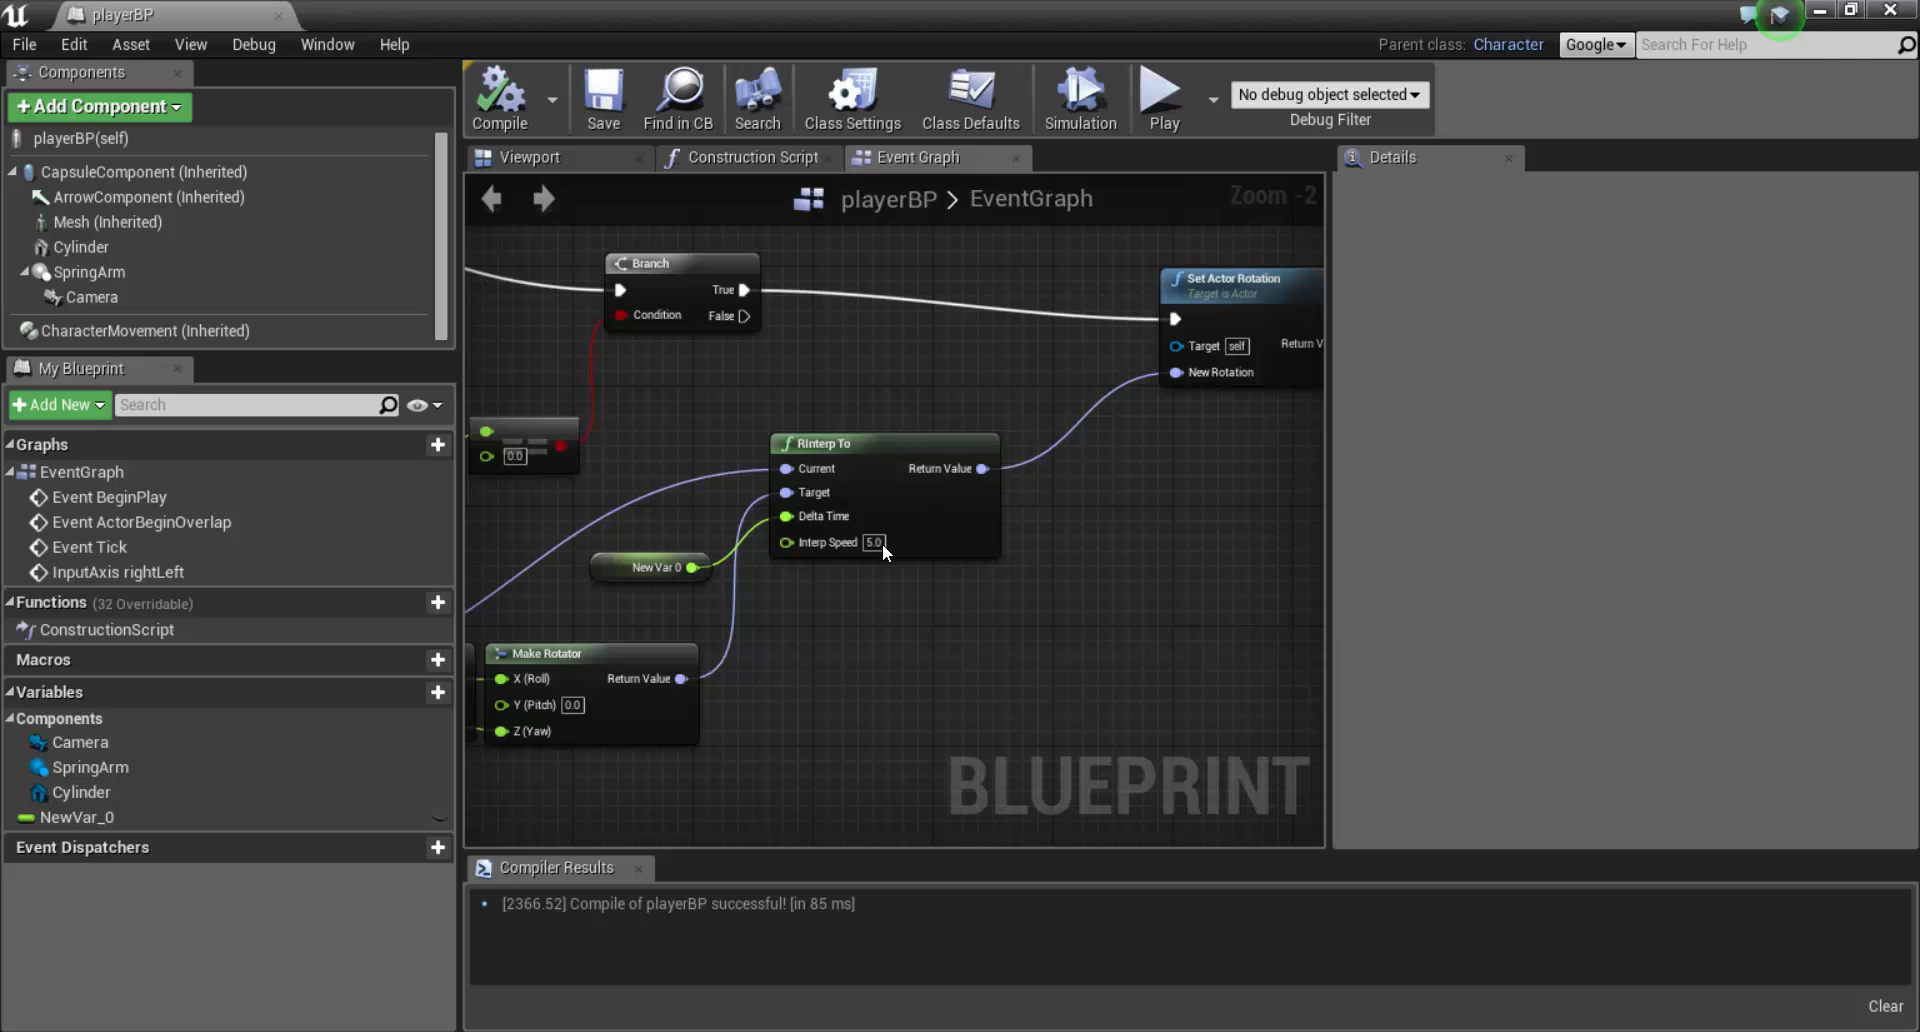 playerBP
File Edit Asset View Debug Window Help
Parent class: Character Google Search For Help
Components
+ Add Component
playerBP(self)
CapsuleComponent (Inherited)
ArrowComponent (Inherited)
Mesh (Inherited)
Cylinder
SpringArm
Camera
CharacterMovement (Inherited)
My Blueprint
+ Add New Search
Graphs
EventGraph
Event BeginPlay
Event ActorBeginOverlap
Event Tick
InputAxis rightLeft
Functions (32 Overridable)
ConstructionScript
Macros
Variables
Components
Camera
SpringArm
Cylinder
NewVar_0
Event Dispatchers
Compile Save Find in CB Search Class Settings Class Defaults Simulation Play
No debug object selected
Debug Filter
Viewport Construction Script Event Graph
playerBP > EventGraph
Zoom -2
Branch
True
Condition False
Set Actor Rotation
Target is Actor
Target self Return V
New Rotation
0.0
RInterp To
Current Return Value
Target
Delta Time
Interp Speed 5.0
New Var 0
Make Rotator
X (Roll) Return Value
Y (Pitch) 0.0
Z (Yaw)
BLUEPRINT
Details
Compiler Results
[2366.52] Compile of playerBP successful! [in 85 ms]
Clear